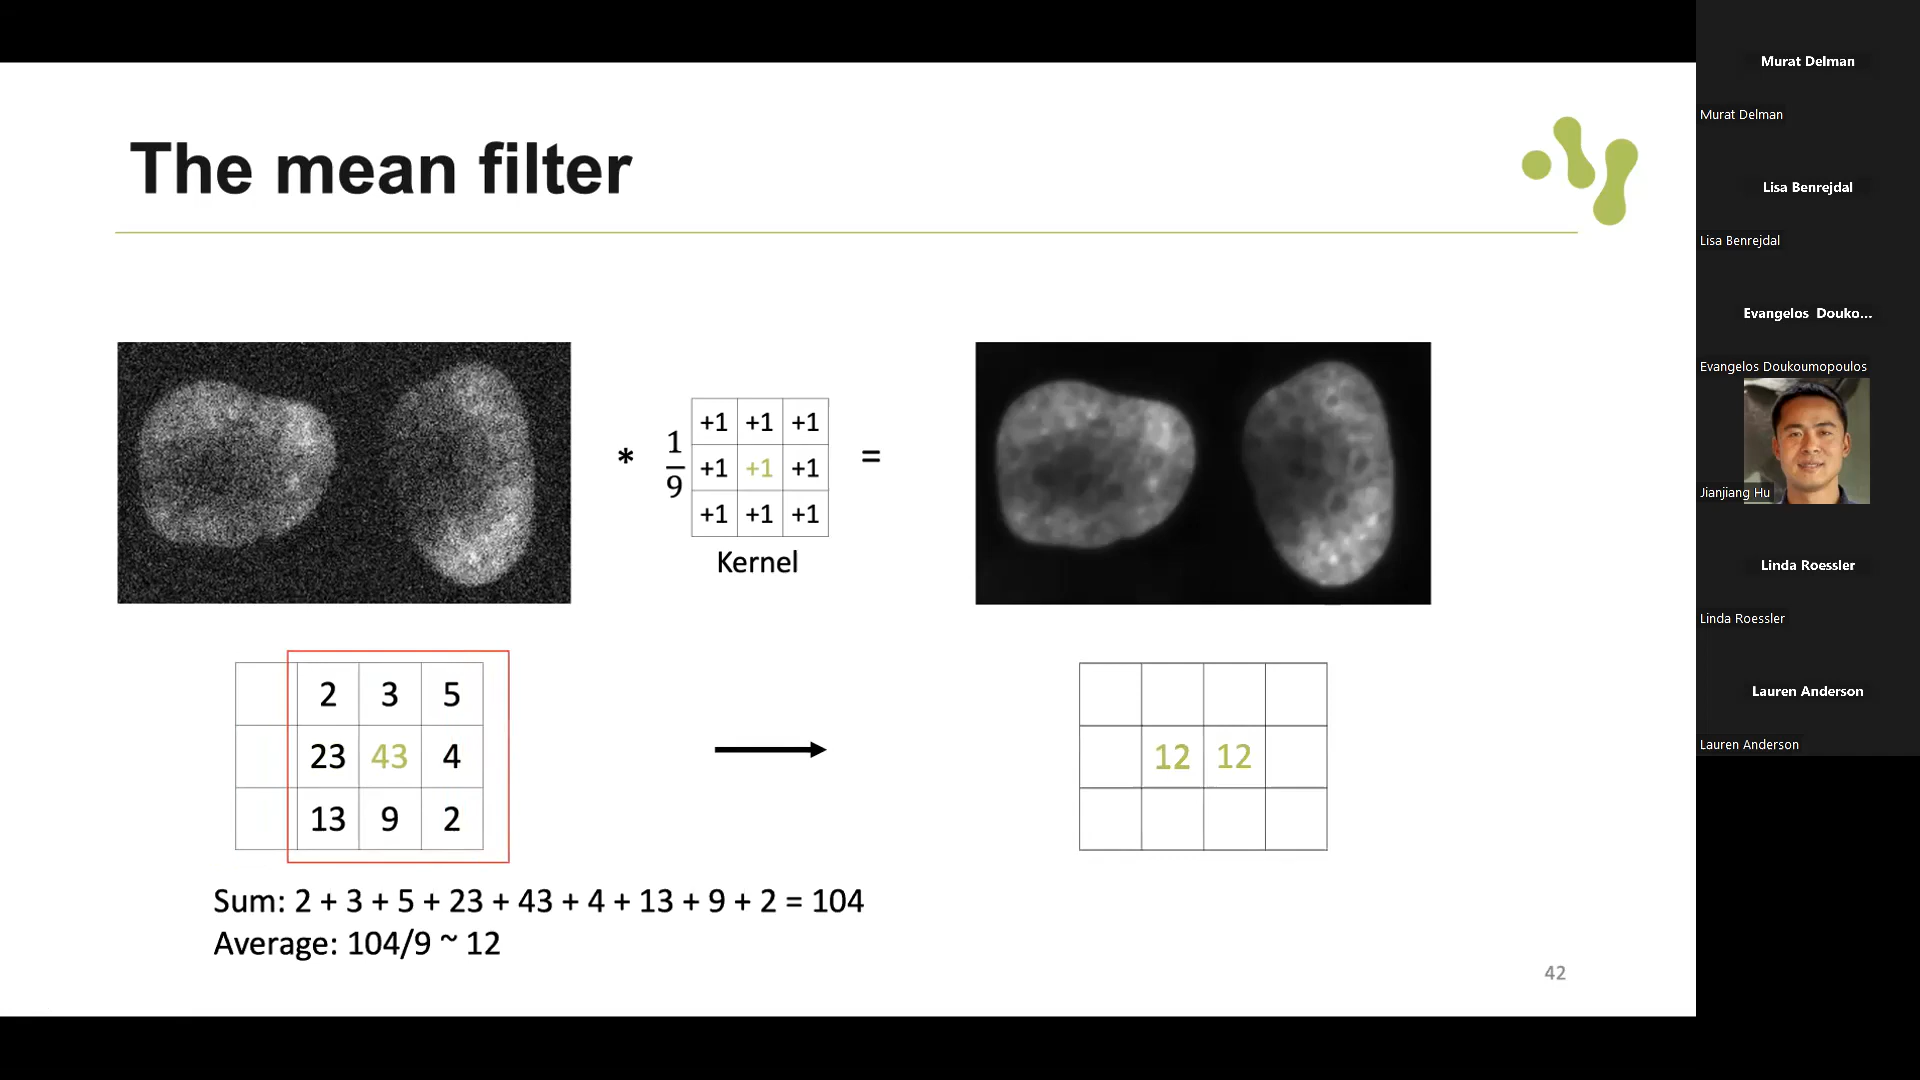 The mean filter
* 1/9 +1 +1 +1 =
+1 +1 +1
+1 +1 +1
Kernel
2 3 5
23 43 4
13 9 2
12 12
Sum: 2 + 3 + 5 + 23 + 43 + 4 + 13 + 9 + 2 = 104
Average: 104/9 ~ 12
42
Murat Delman
Murat Delman
Lisa Benrejdal
Lisa Benrejdal
Evangelos Douko...
Evangelos Doukoumopoulos
Jianjiang Hu
Linda Roessler
Linda Roessler
Lauren Anderson
Lauren Anderson